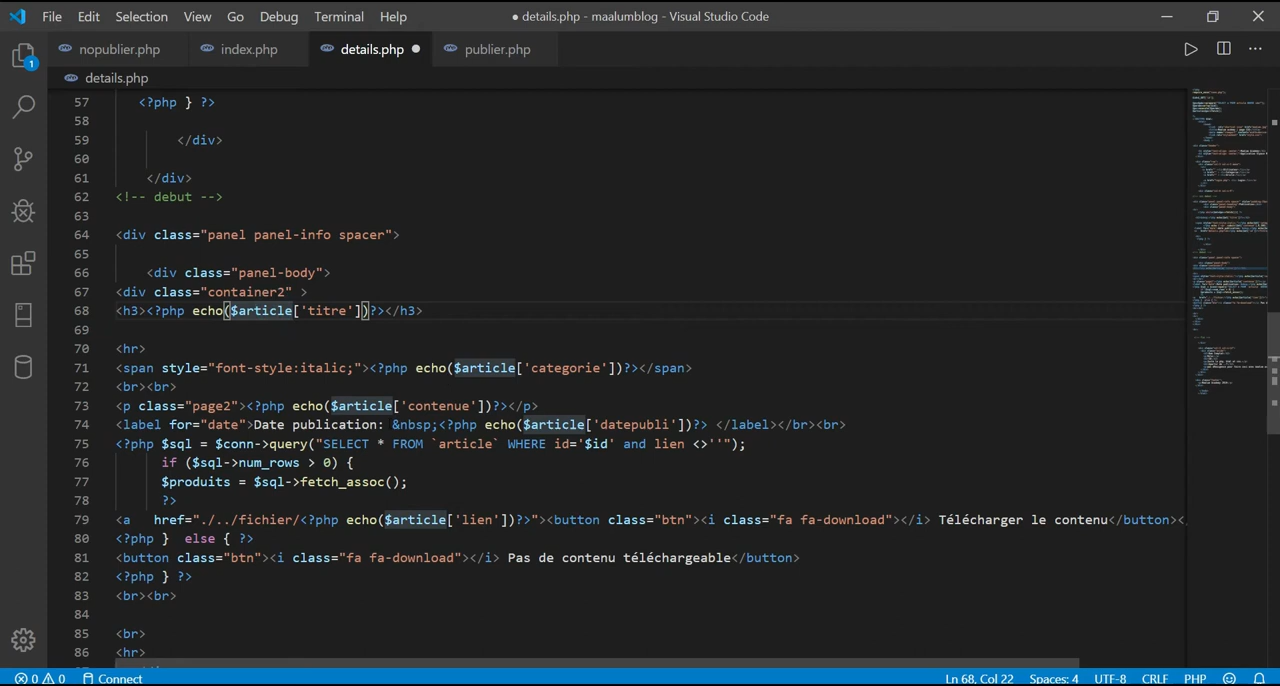 File Edit Selection View Go Debug Terminal Help ● details.php - maalumblog - Visual Studio Code
nopublier.php index.php details.php ● publier.php
details.php
1
57 <?php } ?>
58
59 </div>
60
61 </div>
62 <!-- debut -->
63
64 <div class="panel panel-info spacer">
65
66 <div class="panel-body">
67 <div class="container2" >
68 <h3><?php echo($article['titre'])?></h3>
69
70 <hr>
71 <span style="font-style:italic;"><?php echo($article['categorie'])?></span>
72 <br><br>
73 <p class="page2"><?php echo($article['contenue'])?></p>
74 <label for="date">Date publication: &nbsp;<?php echo($article['datepubli'])?> </label></br><br>
75 <?php $sql = $conn->query("SELECT * FROM `article` WHERE id='$id' and lien <>''");
76 if ($sql->num_rows > 0) {
77 $produits = $sql->fetch_assoc();
78 ?>
79 <a href="./../fichier/<?php echo($article['lien'])?>"><button class="btn"><i class="fa fa-download"></i> Télécharger le contenu</button></
80 <?php } else { ?>
81 <button class="btn"><i class="fa fa-download"></i> Pas de contenu téléchargeable</button>
82 <?php } ?>
83 <br><br>
84
85 <br>
86 <hr>
0 0 Connect Ln 68, Col 22 Spaces: 4 UTF-8 CRLF PHP